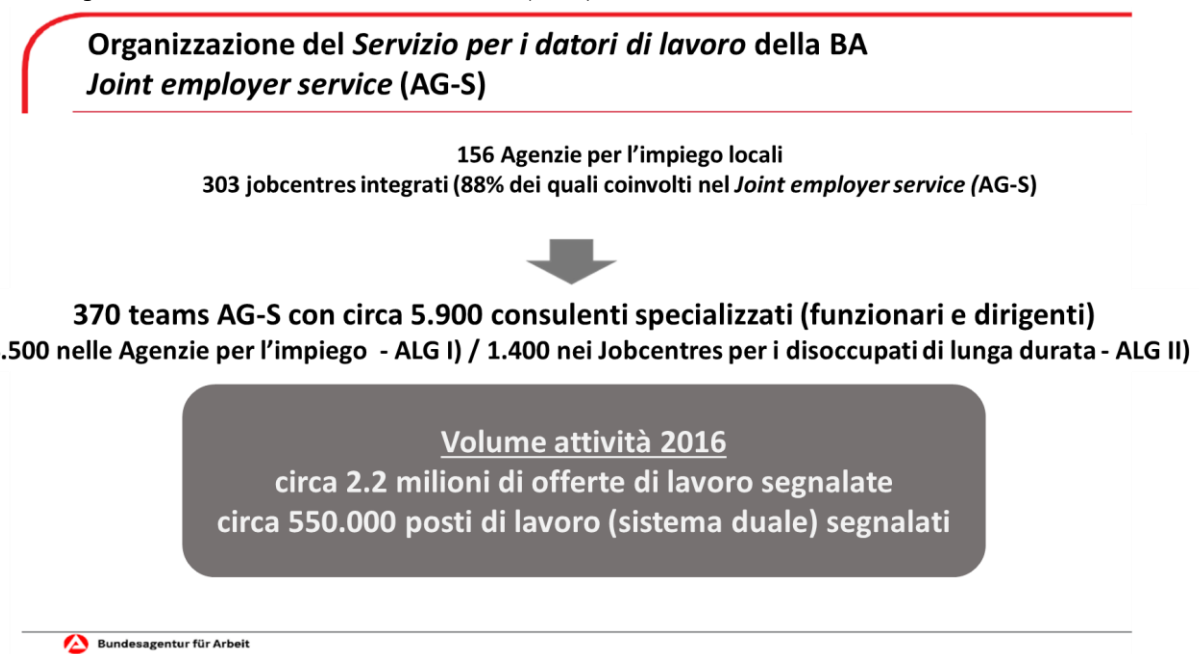 Organizzazione del Servizio per i datori di lavoro della BA
Joint employer service (AG-S)
156 Agenzie per l'impiego locali
303 jobcentres integrati (88% dei quali coinvolti nel Joint employer service (AG-S)
370 teams AG-S con circa 5.900 consulenti specializzati (funzionari e dirigenti)
.500 nelle Agenzie per l'impiego - ALG I) / 1.400 nei Jobcentres per i disoccupati di lunga durata - ALG II)
Volume attività 2016
circa 2.2 milioni di offerte di lavoro segnalate
circa 550.000 posti di lavoro (sistema duale) segnalati
Bundesagentur für Arbeit